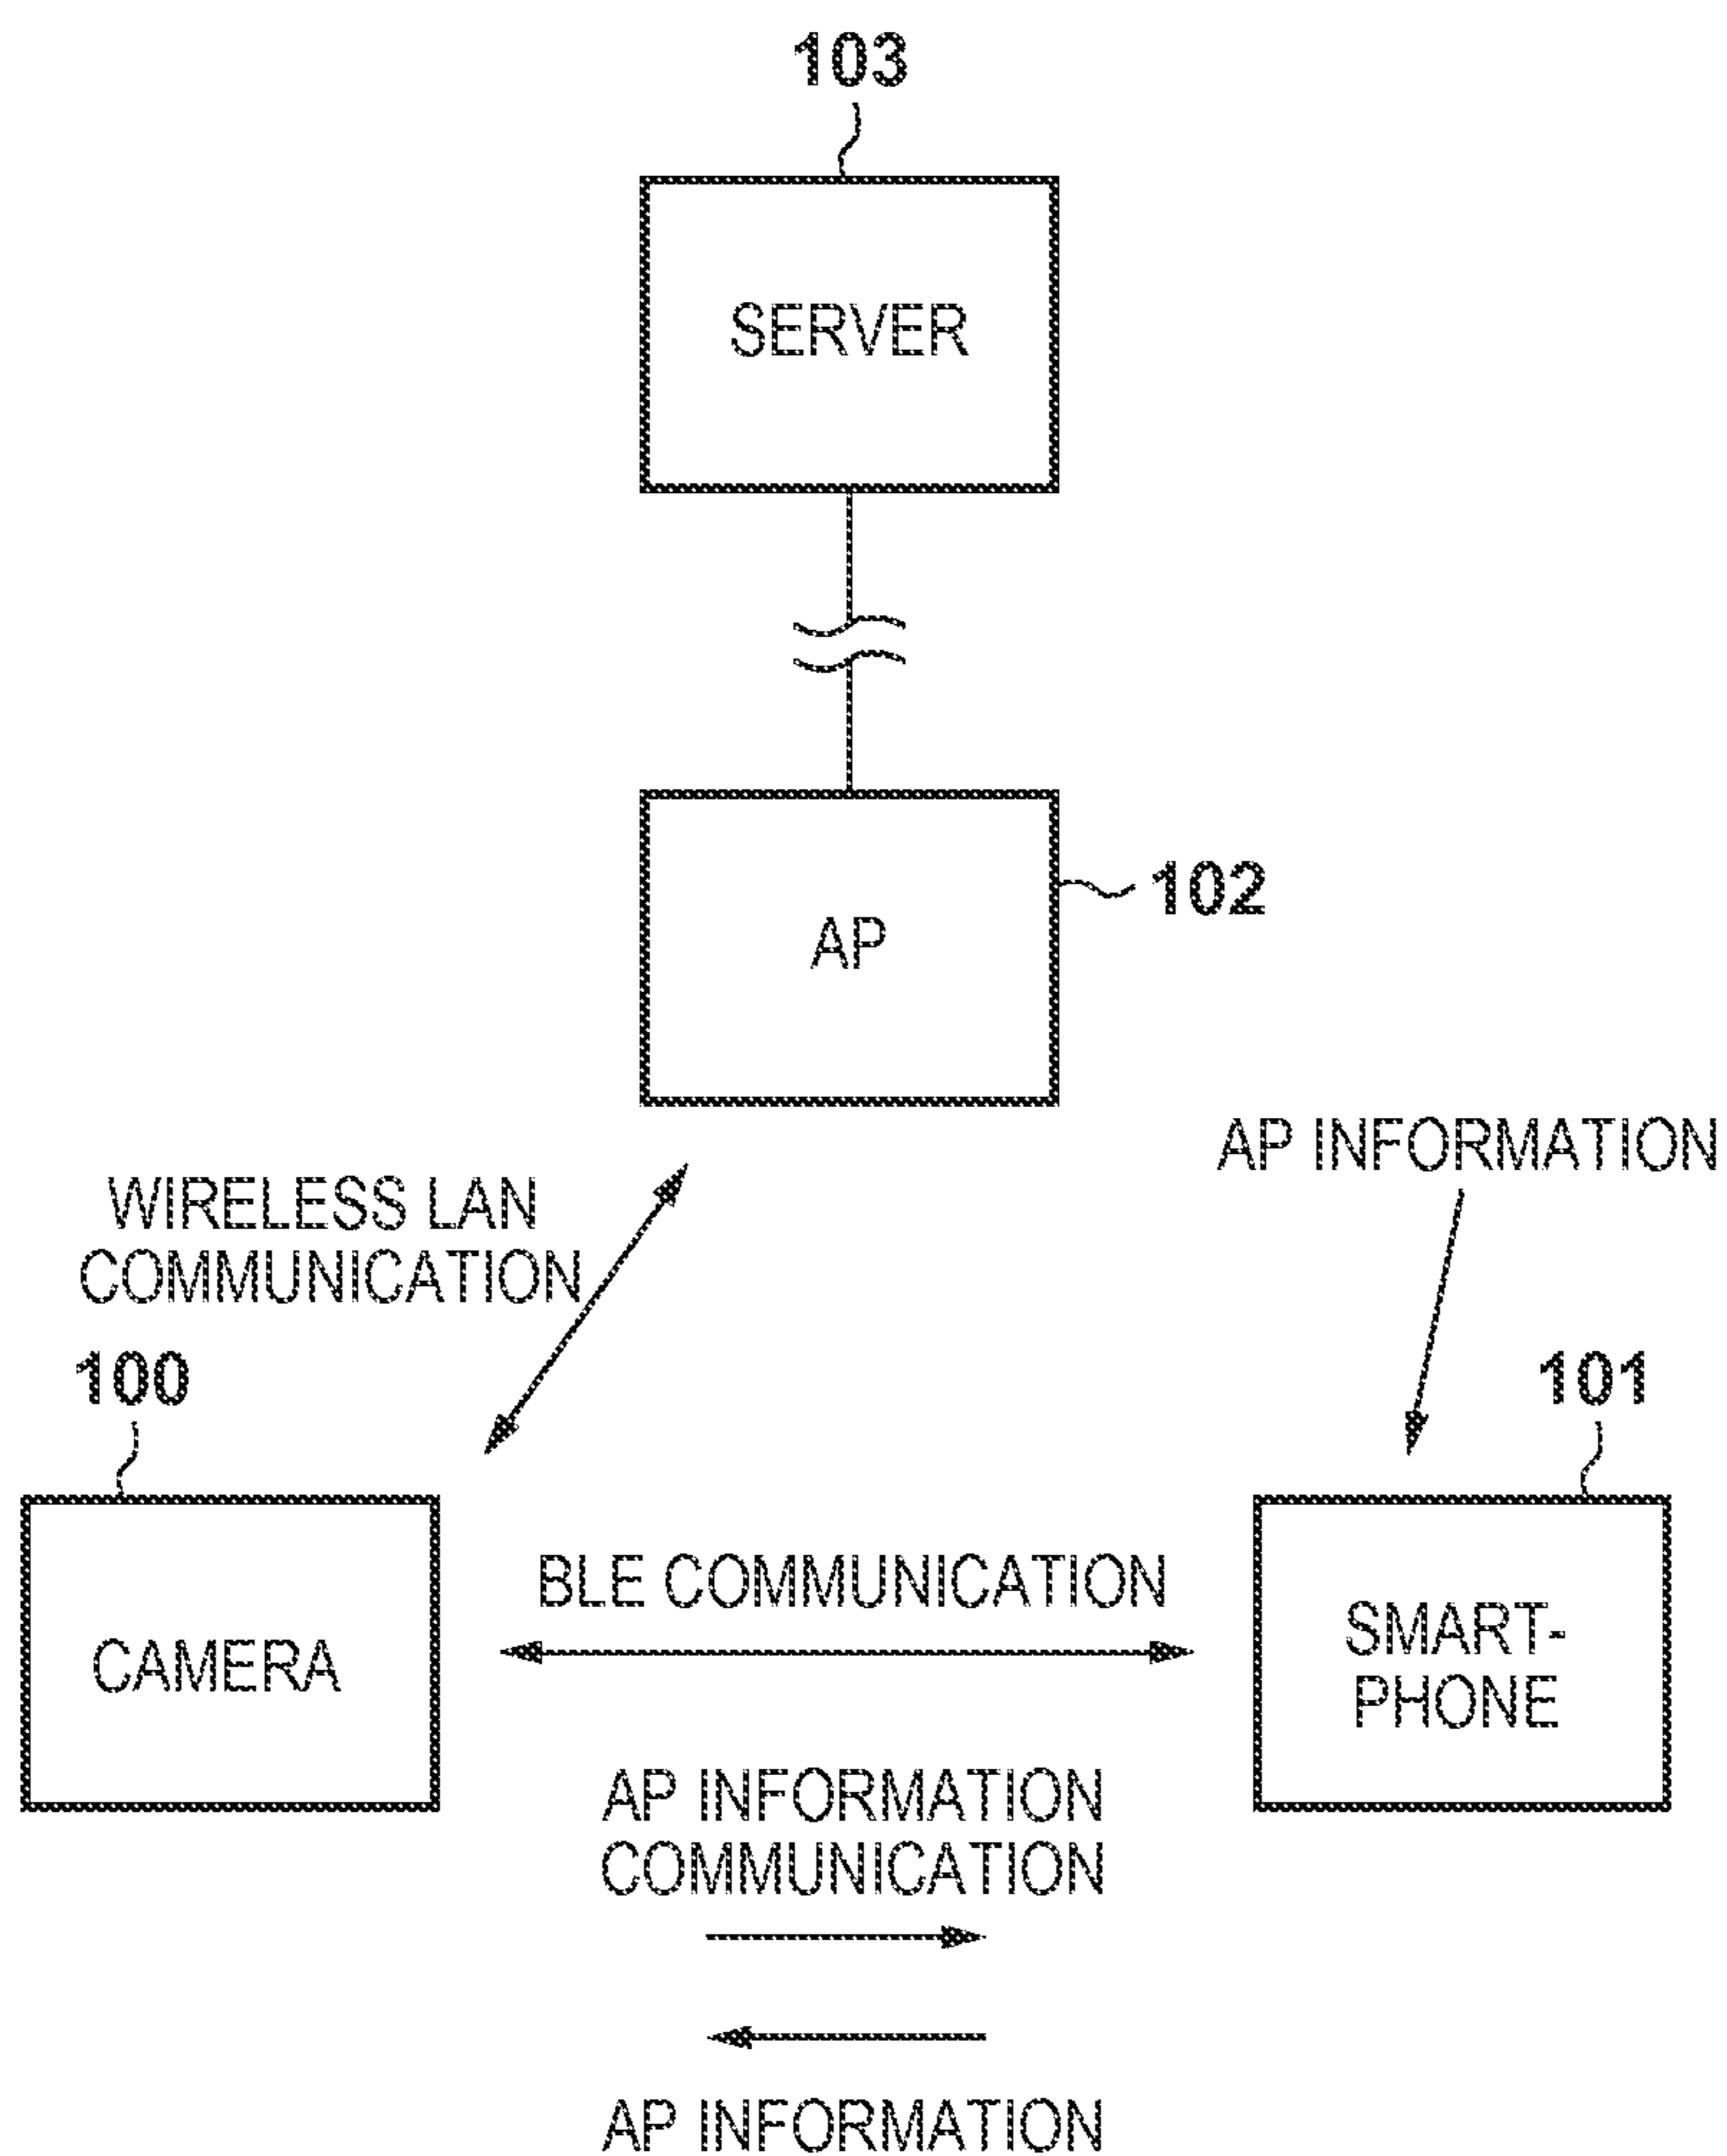 103
SERVER
102
AP
AP INFORMATION
WIRELESS LAN
COMMUNICATION
100
101
CAMERA
BLE COMMUNICATION
SMART-
PHONE
AP INFORMATION
COMMUNICATION
AP INFORMATION